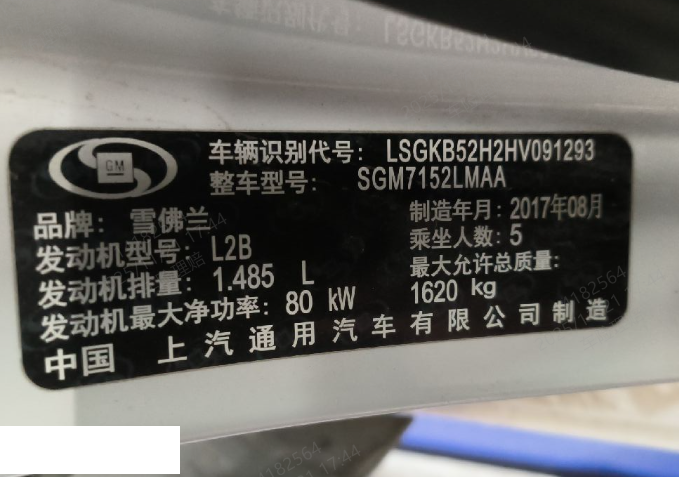 GM
车辆识别代号: LSGKB52H2HV091293
整车型号: SGM7152LMAA
品牌: 雪佛兰
制造年月: 2017年08月
发动机型号: L2B
乘坐人数: 5
发动机排量: 1.485 L
最大允许总质量:
1620 kg
发动机最大净功率: 80 kW
中国 上汽通用汽车有限公司制造